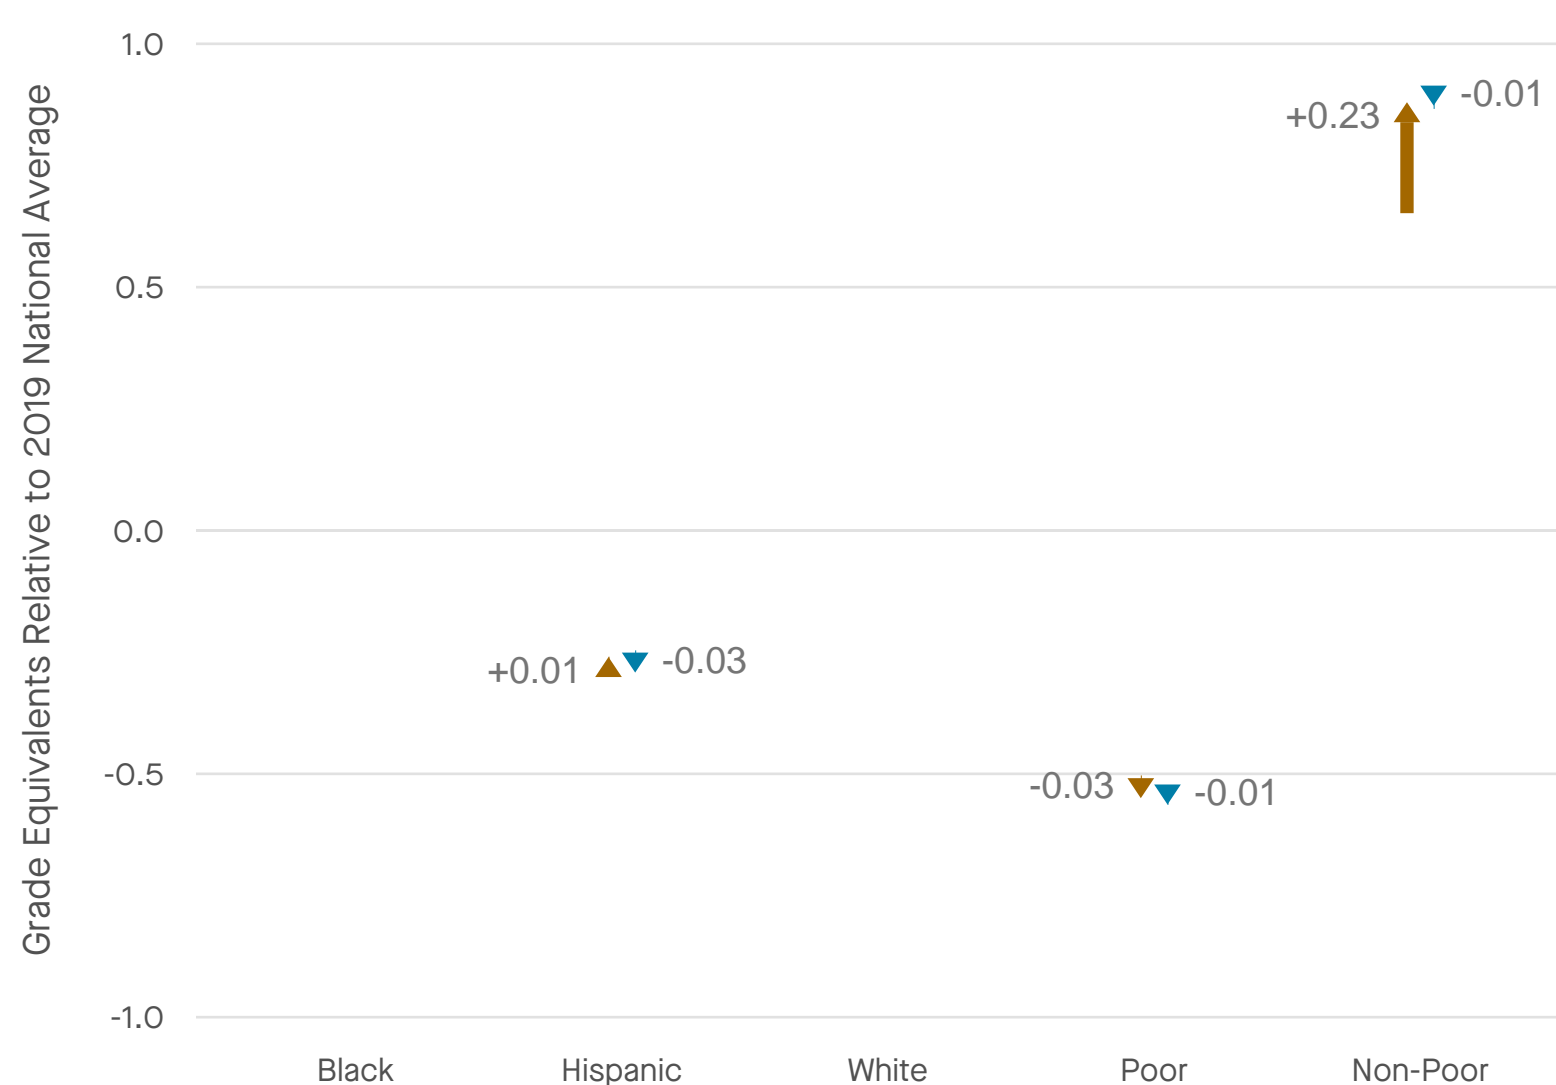 Grade Equivalents Relative to 2019 National Average
1.0
0.5
0.0
-0.5
-1.0
+0.23
-0.01
+0.01
-0.03
-0.03
-0.01
Black
Hispanic
White
Poor
Non-Poor